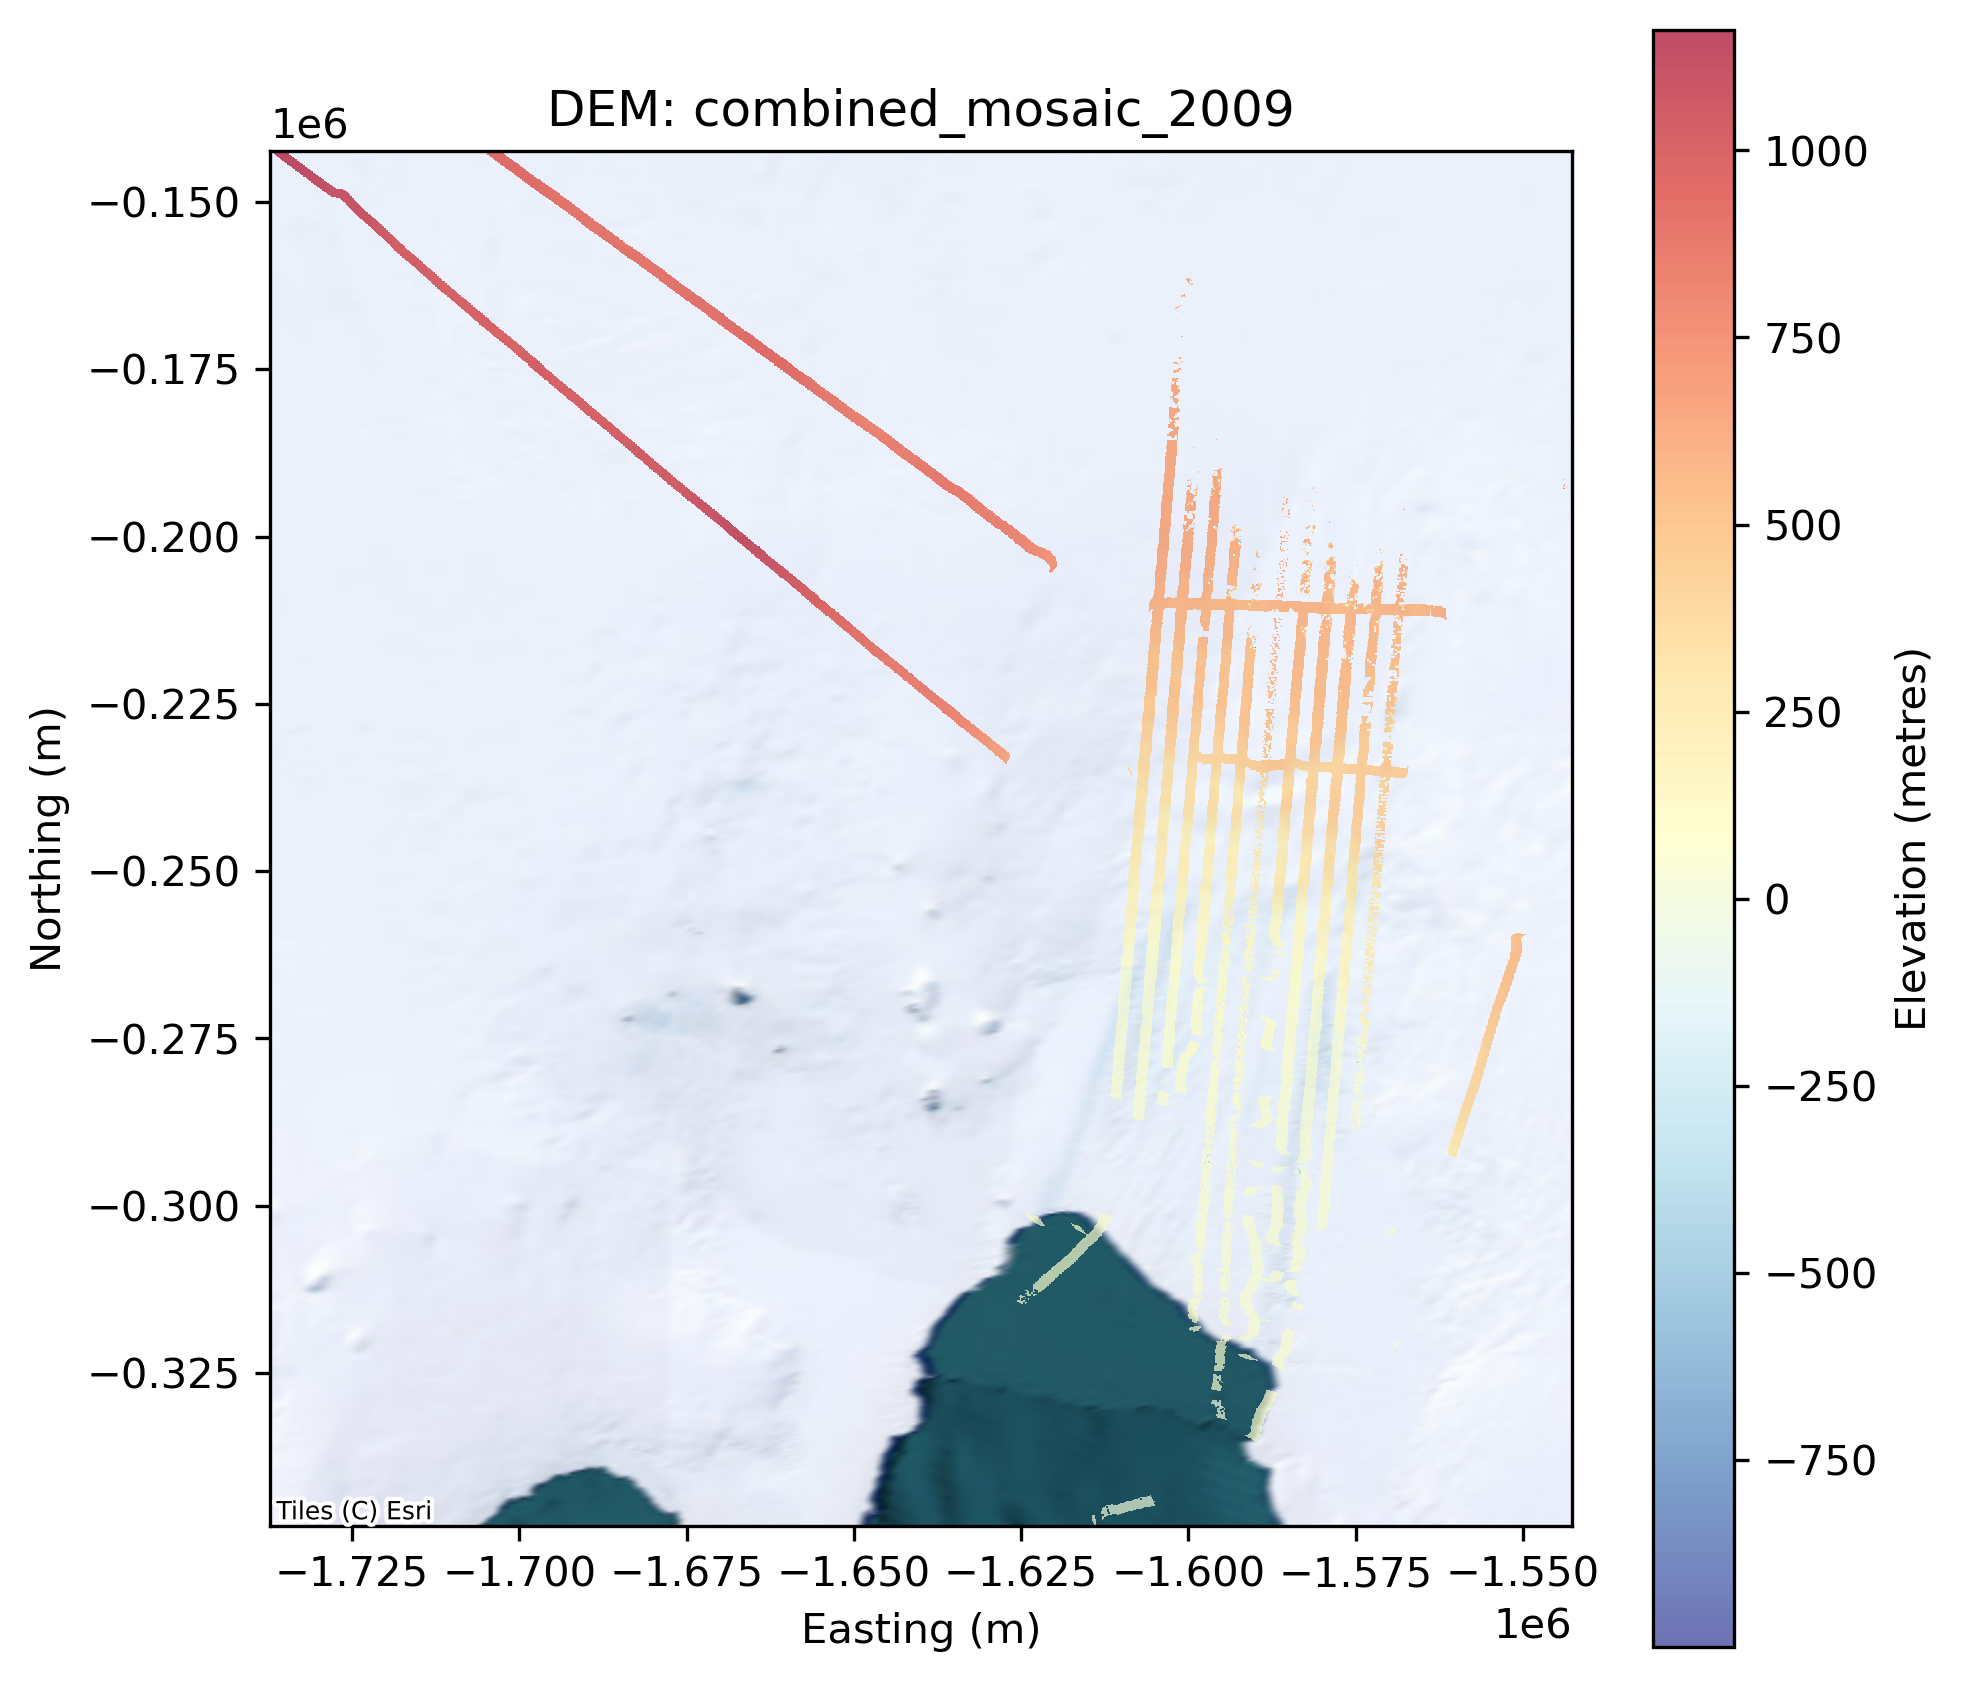 DEM: combined_mosaic_2009
1e6
−0.150
−0.175
−0.200
−0.225
−0.250
−0.275
−0.300
−0.325
Northing (m)
Tiles (C) Esri
−1.725 −1.700 −1.675 −1.650 −1.625 −1.600 −1.575 −1.550
1e6
Easting (m)
1000
750
500
250
0
−250
−500
−750
Elevation (metres)